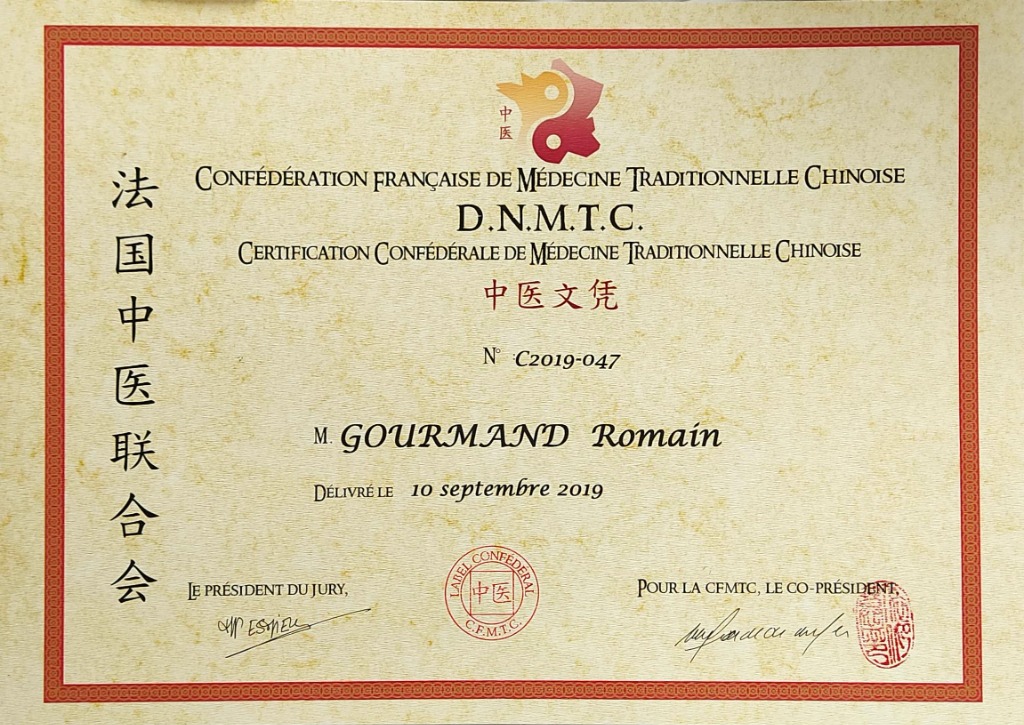 中医
CONFÉDÉRATION FRANÇAISE DE MÉDECINE TRADITIONNELLE CHINOISE
D.N.M.T.C.
CERTIFICATION CONFÉDÉRALE DE MÉDECINE TRADITIONNELLE CHINOISE
中医文凭
N° C2019-047
M. GOURMAND Romain
DÉLIVRÉ LE 10 septembre 2019
法国中医联合会
LE PRÉSIDENT DU JURY,
LABEL CONFÉDÉRAL
中医
C.F.M.T.C.
POUR LA CFMTC, LE CO-PRÉSIDENT,